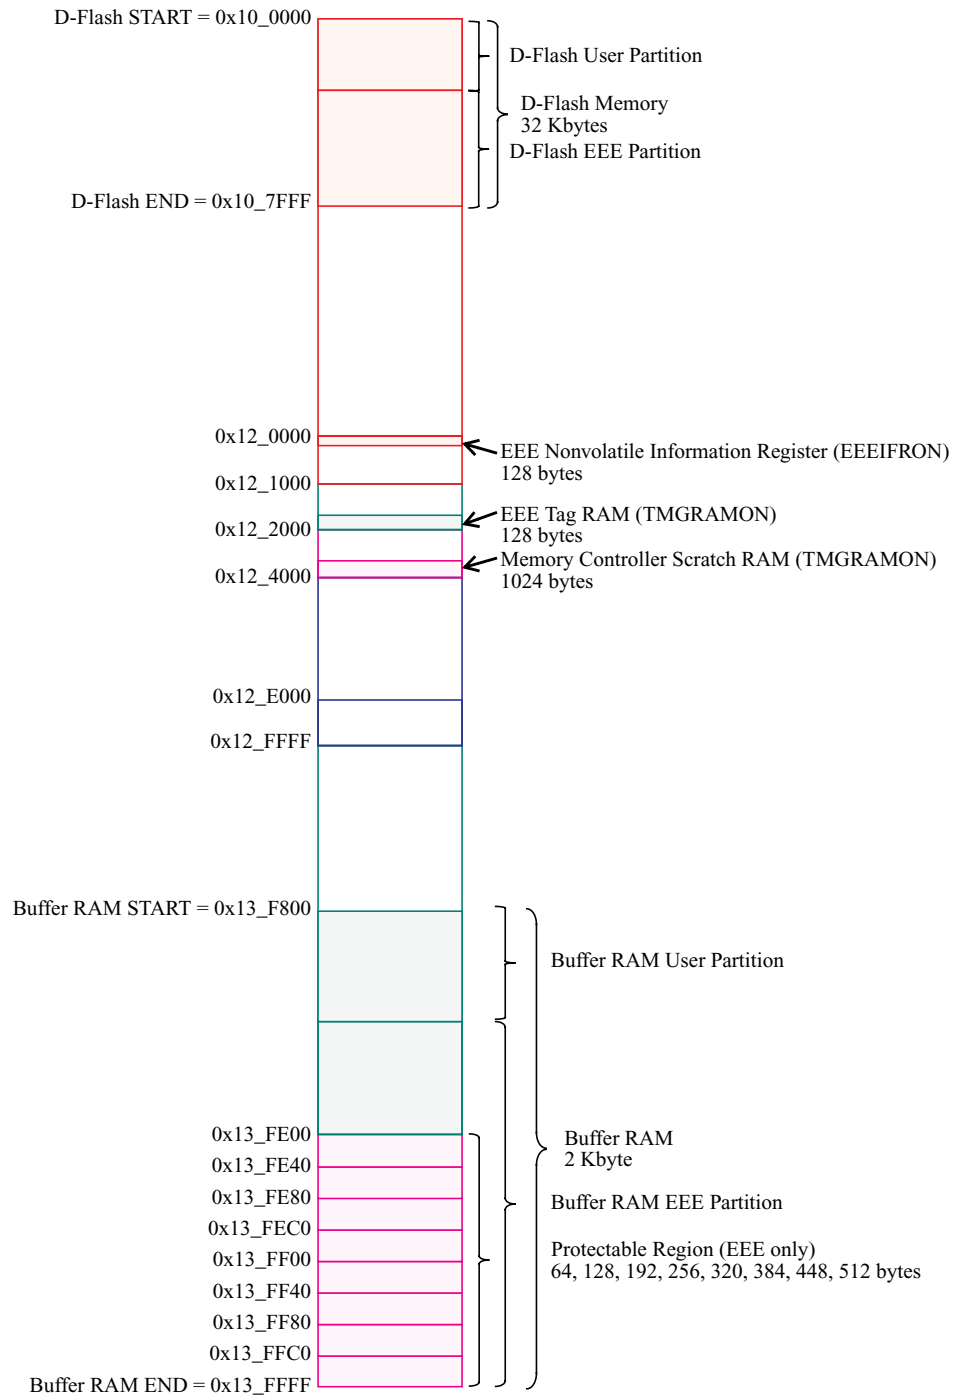 D-Flash START = 0x10_0000
D-Flash User Partition
D-Flash Memory
32 Kbytes
D-Flash EEE Partition
D-Flash END = 0x10_7FFF
0x12_0000
EEE Nonvolatile Information Register (EEEIFRON)
128 bytes
0x12_1000
EEE Tag RAM (TMGRAMON)
128 bytes
0x12_2000
Memory Controller Scratch RAM (TMGRAMON)
1024 bytes
0x12_4000
0x12_E000
0x12_FFFF
Buffer RAM START = 0x13_F800
Buffer RAM User Partition
0x13_FE00
Buffer RAM
2 Kbyte
0x13_FE40
0x13_FE80
Buffer RAM EEE Partition
0x13_FEC0
Protectable Region (EEE only)
64, 128, 192, 256, 320, 384, 448, 512 bytes
0x13_FF00
0x13_FF40
0x13_FF80
0x13_FFC0
Buffer RAM END = 0x13_FFFF